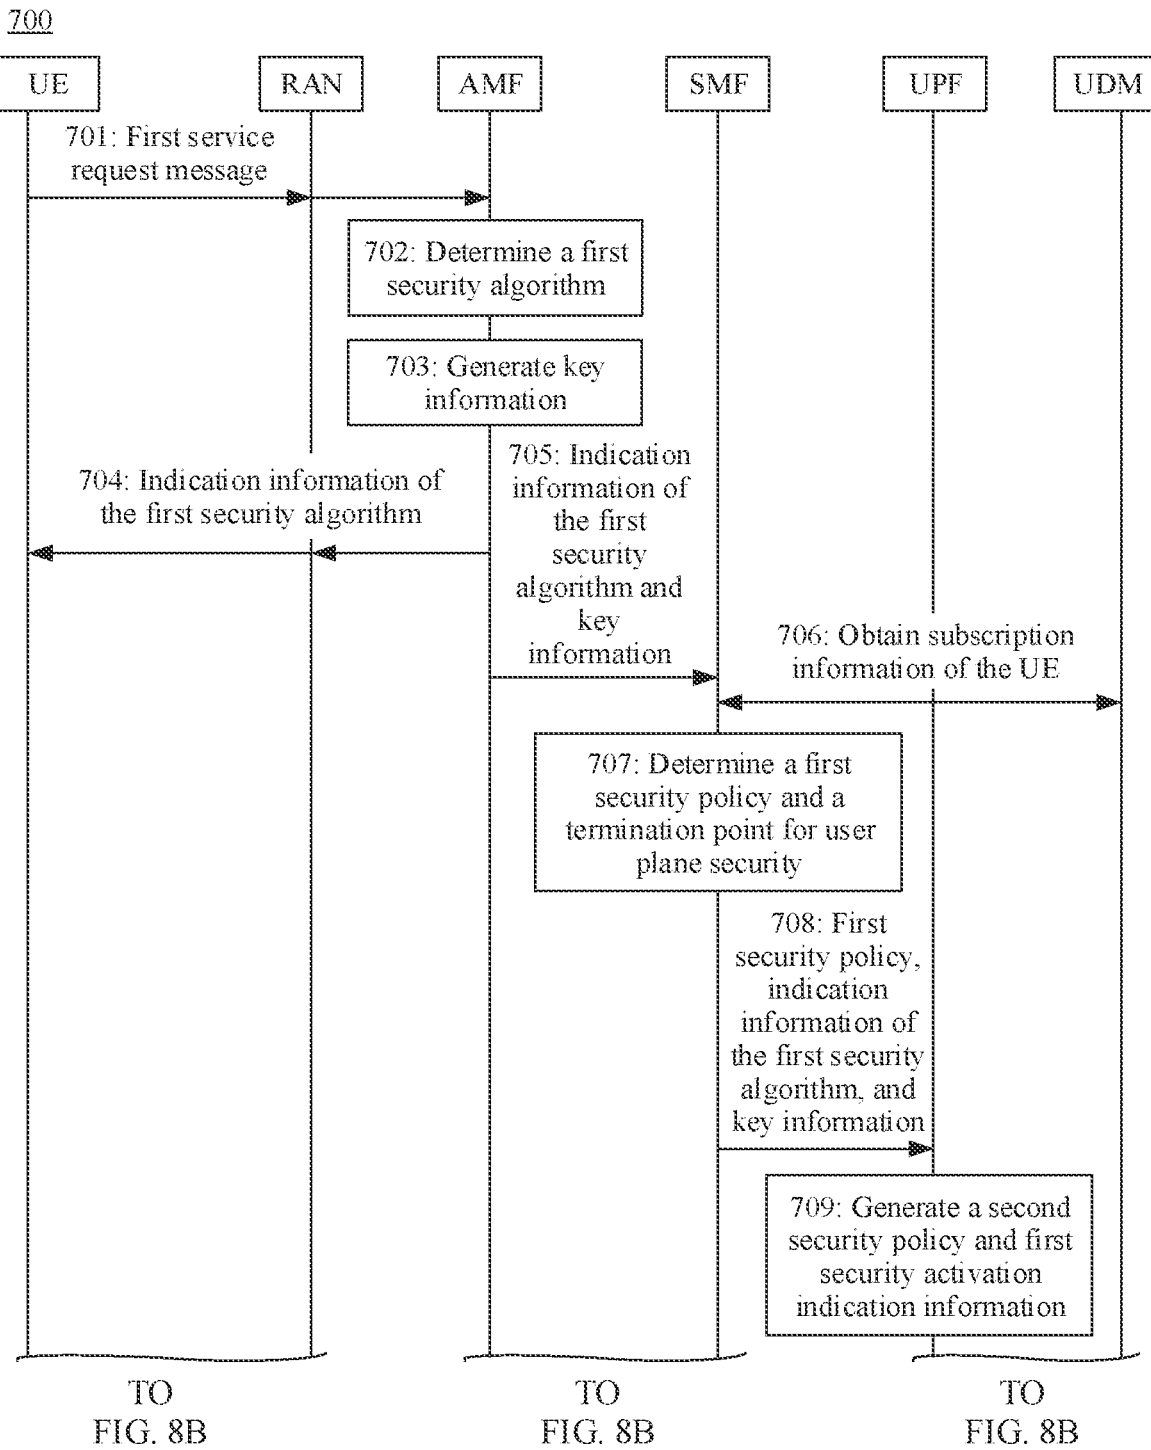 700
UE
RAN
AMF
SMF
UPF
UDM
701: First service
request message
702: Determine a first
security algorithm
703: Generate key
information
704: Indication information of
the first security algorithm
705: Indication
information of
the first
security
algorithm and
key
information
706: Obtain subscription
information of the UE
707: Determine a first
security policy and a
termination point for user
plane security
708: First
security policy,
indication
information of
the first security
algorithm, and
key information
709: Generate a second
security policy and first
security activation
indication information
TO
FIG. 8B
TO
FIG. 8B
TO
FIG. 8B